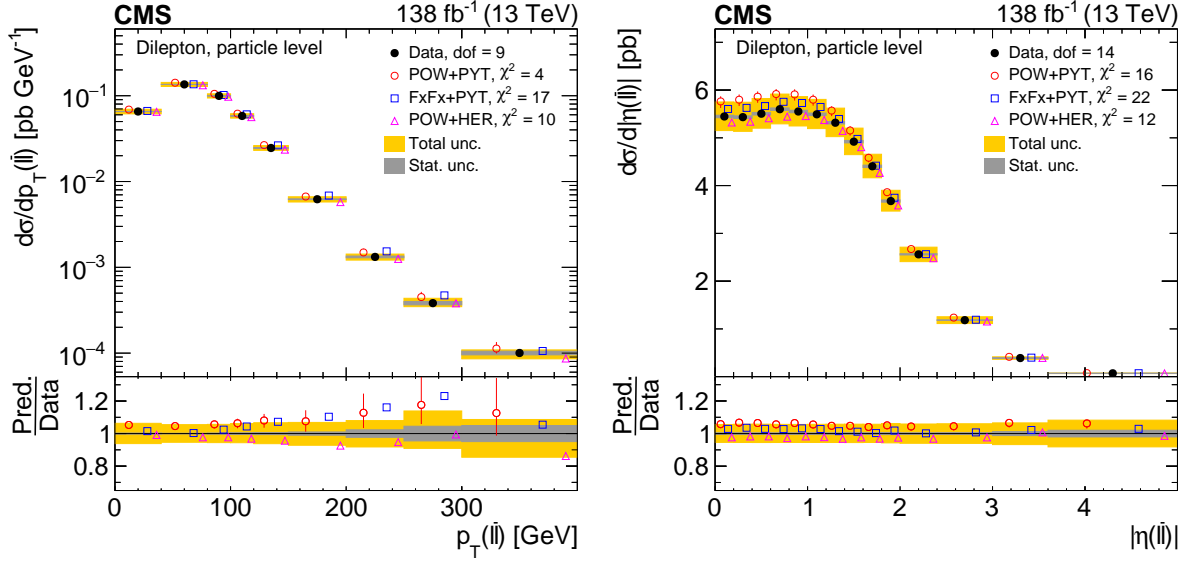 CMS 138 fb⁻¹ (13 TeV)
Dilepton, particle level
Data, dof = 9
POW+PYT, χ² = 4
FxFx+PYT, χ² = 17
POW+HER, χ² = 10
Total unc.
Stat. unc.
dσ/dp_T(ll̄) [pb GeV⁻¹]
10⁻¹
10⁻²
10⁻³
10⁻⁴
Pred.
Data
1.2
1
0.8
0 100 200 300
p_T(ll̄) [GeV]
CMS 138 fb⁻¹ (13 TeV)
Dilepton, particle level
Data, dof = 14
POW+PYT, χ² = 16
FxFx+PYT, χ² = 22
POW+HER, χ² = 12
Total unc.
Stat. unc.
dσ/d|η(ll̄)| [pb]
6
4
2
Pred.
Data
1.2
1
0.8
0 2 4
|η(ll̄)|